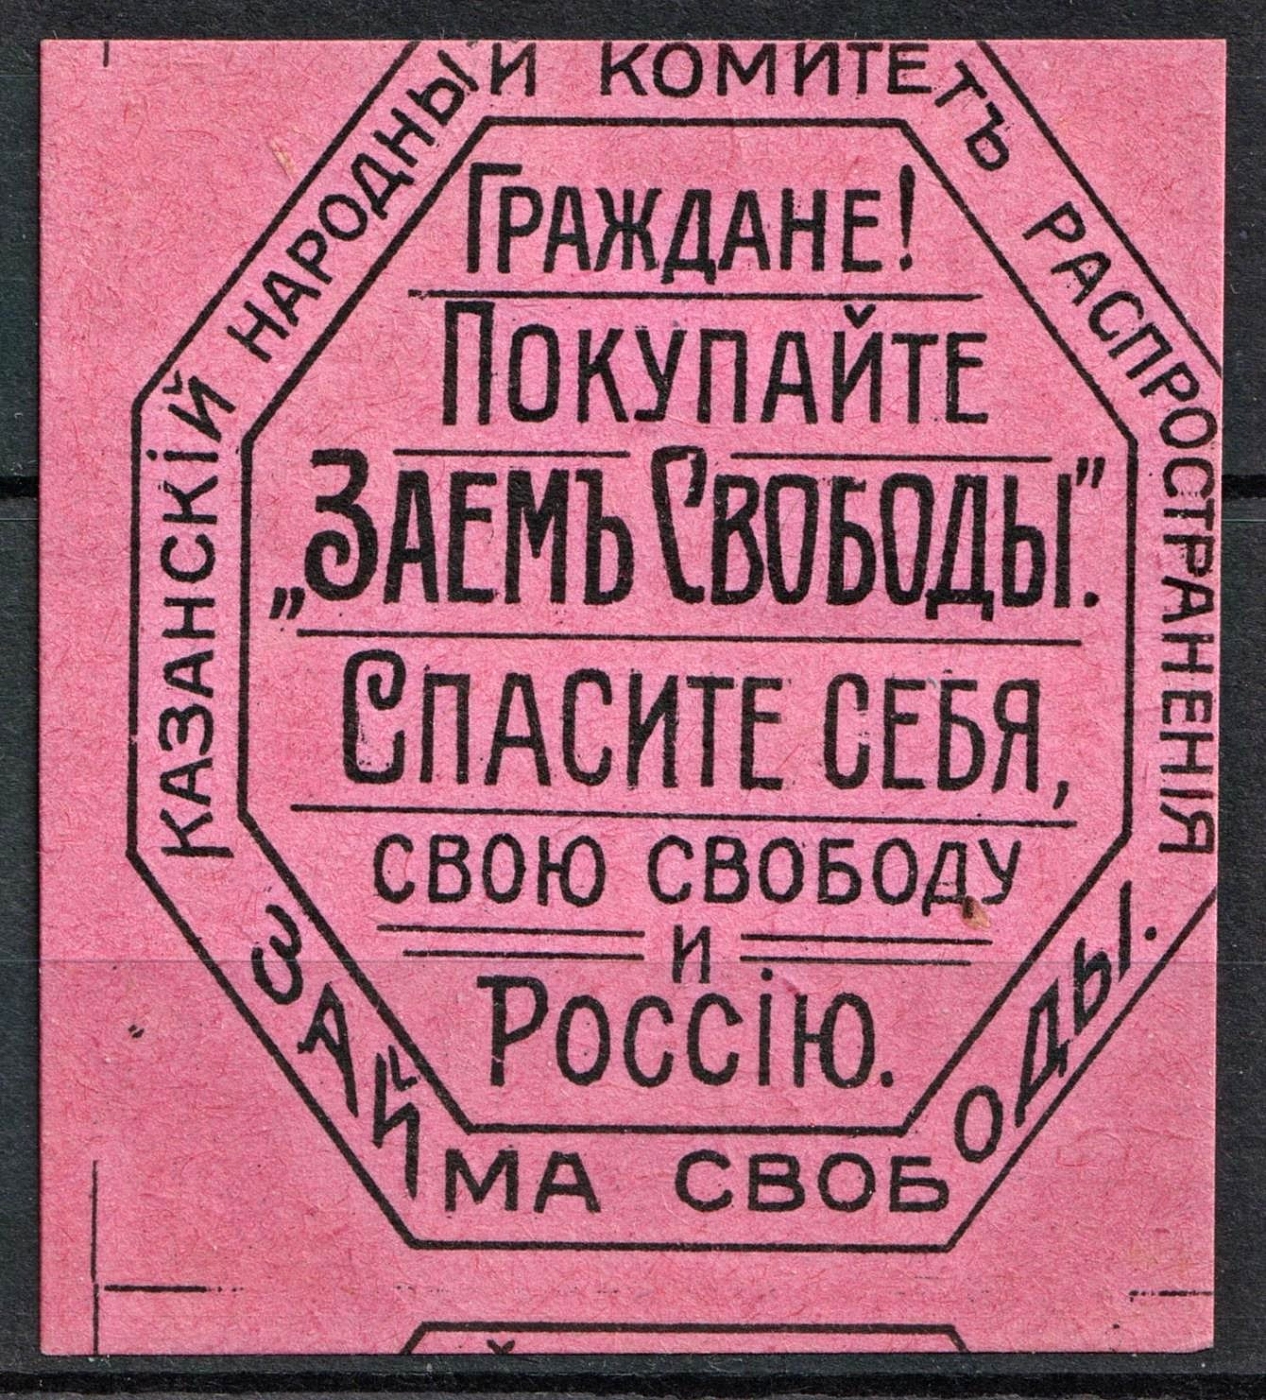 КАЗАНСКІЙ НАРОДНЫЙ КОМИТЕТЪ РАСПРОСТРАНЕНІЯ
ЗАЙМА СВОБОДЫ.
ГРАЖДАНЕ!
ПОКУПАЙТЕ
„ЗАЕМЪ СВОБОДЫ".
СПАСИТЕ СЕБЯ,
СВОЮ СВОБОДУ
И
РОССІЮ.